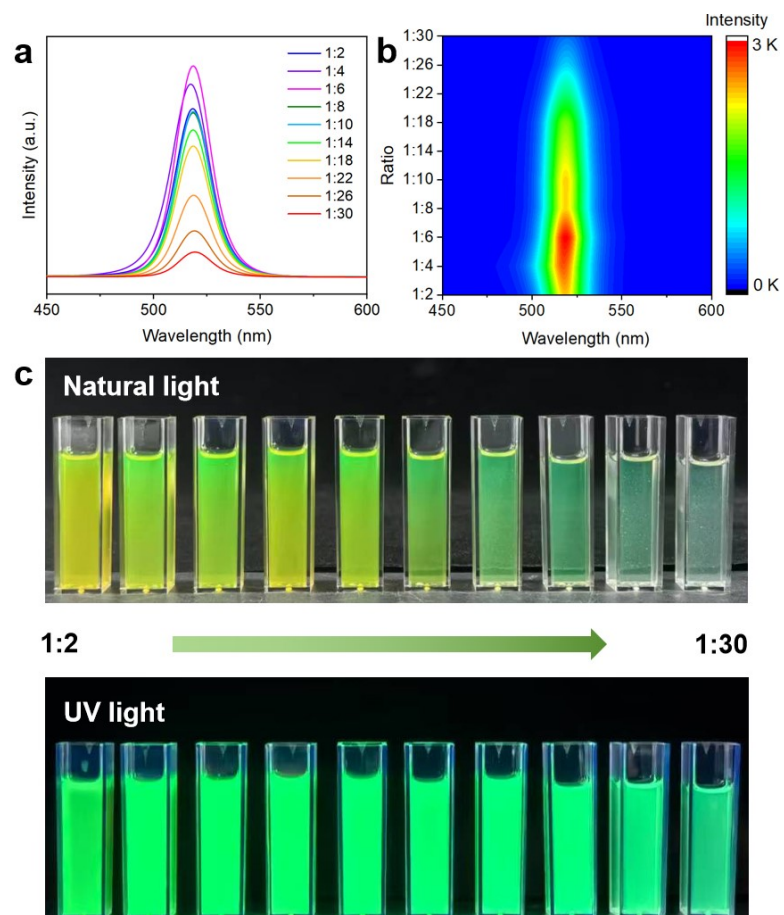 a
1:2
1:4
1:6
1:8
1:10
1:14
1:18
1:22
1:26
1:30
Intensity (a.u.)
450
500
550
600
Wavelength (nm)
b
Intensity
3 K
0 K
1:30
1:26
1:22
1:18
1:14
1:10
1:8
1:6
1:4
1:2
Ratio
450
500
550
600
Wavelength (nm)
c
Natural light
1:2
1:30
UV light